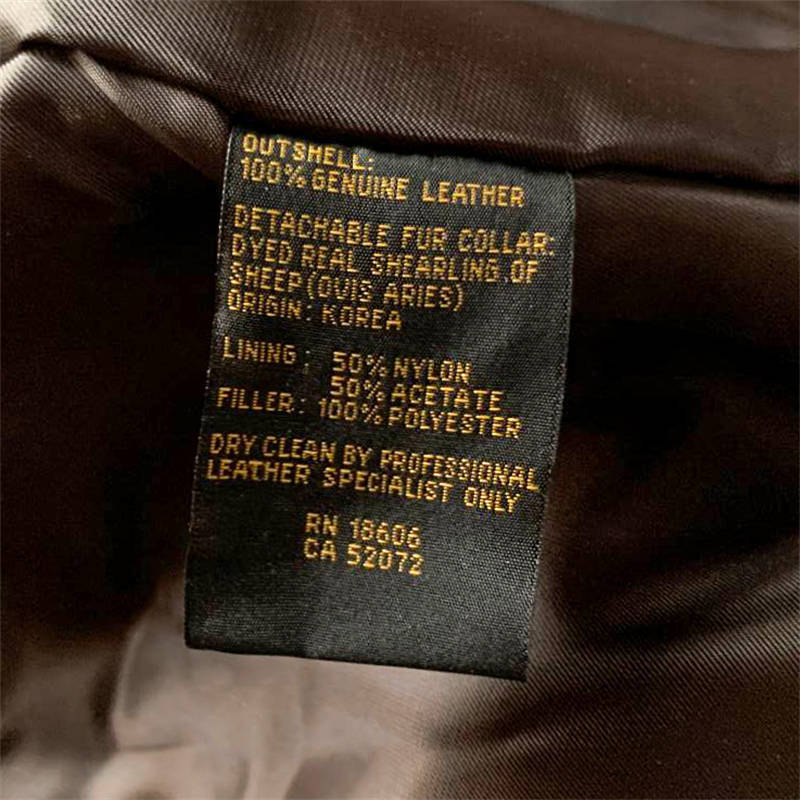 OUTSHELL:
100% GENUINE LEATHER
DETACHABLE FUR COLLAR:
DYED REAL SHEARLING OF
SHEEP(OVIS ARIES)
ORIGIN: KOREA
LINING : 50% NYLON
50% ACETATE
FILLER: 100% POLYESTER
DRY CLEAN BY PROFESSIONAL
LEATHER SPECIALIST ONLY
RN 18606
CA 52072